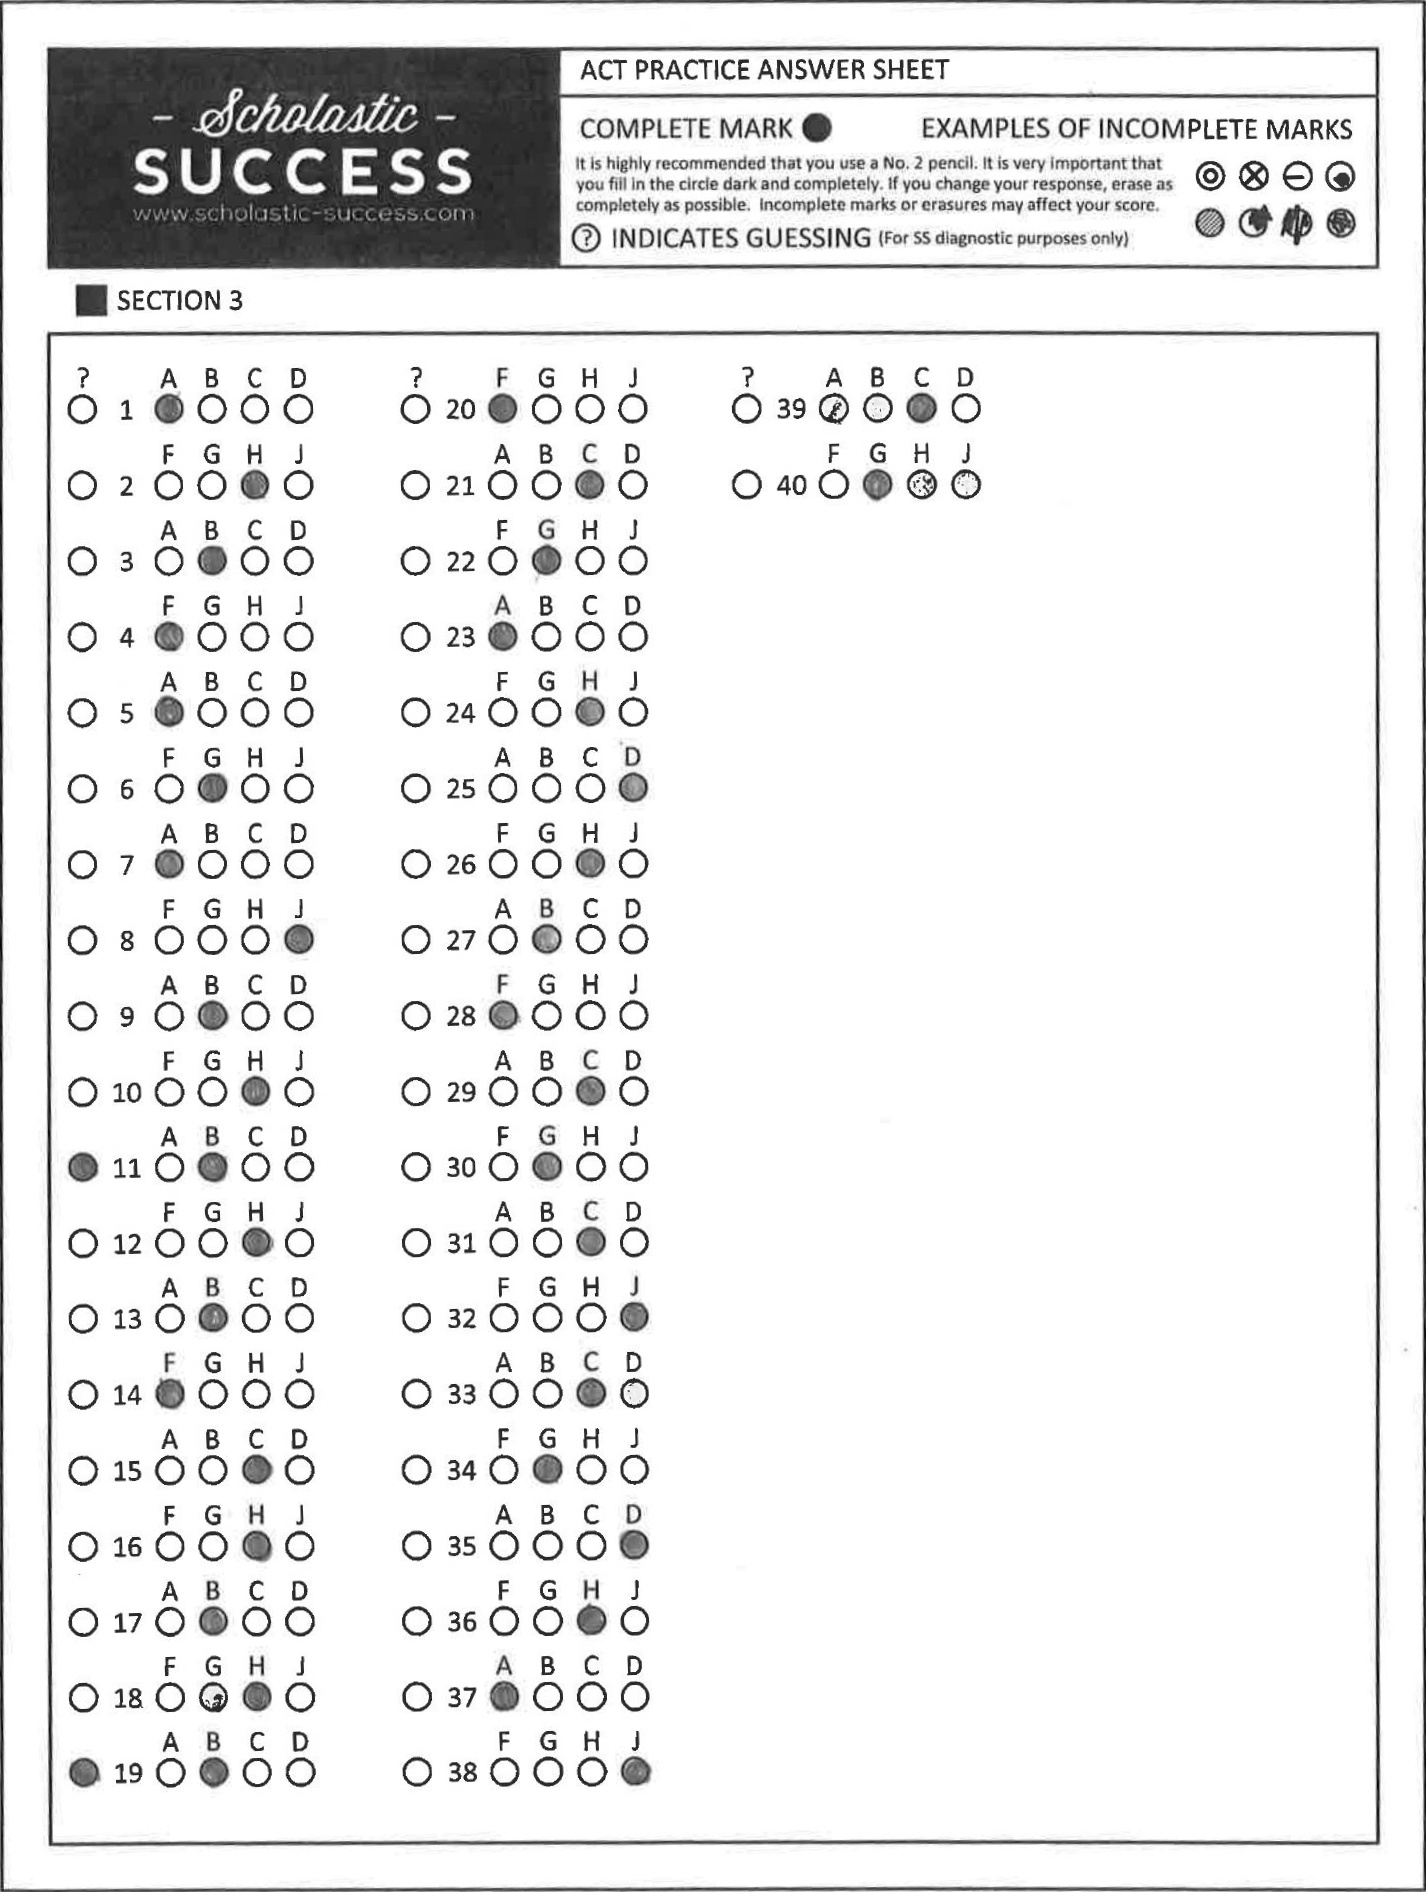 – Scholastic –
SUCCESS
www.scholastic-success.com
ACT PRACTICE ANSWER SHEET
COMPLETE MARK EXAMPLES OF INCOMPLETE MARKS
It is highly recommended that you use a No. 2 pencil. It is very important that
you fill in the circle dark and completely. If you change your response, erase as
completely as possible. Incomplete marks or erasures may affect your score.
? INDICATES GUESSING (For SS diagnostic purposes only)
SECTION 3
? A B C D
1
F G H J
2
A B C D
3
F G H J
4
A B C D
5
F G H J
6
A B C D
7
F G H J
8
A B C D
9
F G H J
10
A B C D
11
F G H J
12
A B C D
13
F G H J
14
A B C D
15
F G H J
16
A B C D
17
F G H J
18
A B C D
19
? F G H J
20
A B C D
21
F G H J
22
A B C D
23
F G H J
24
A B C D
25
F G H J
26
A B C D
27
F G H J
28
A B C D
29
F G H J
30
A B C D
31
F G H J
32
A B C D
33
F G H J
34
A B C D
35
F G H J
36
A B C D
37
F G H J
38
? A B C D
39
F G H J
40